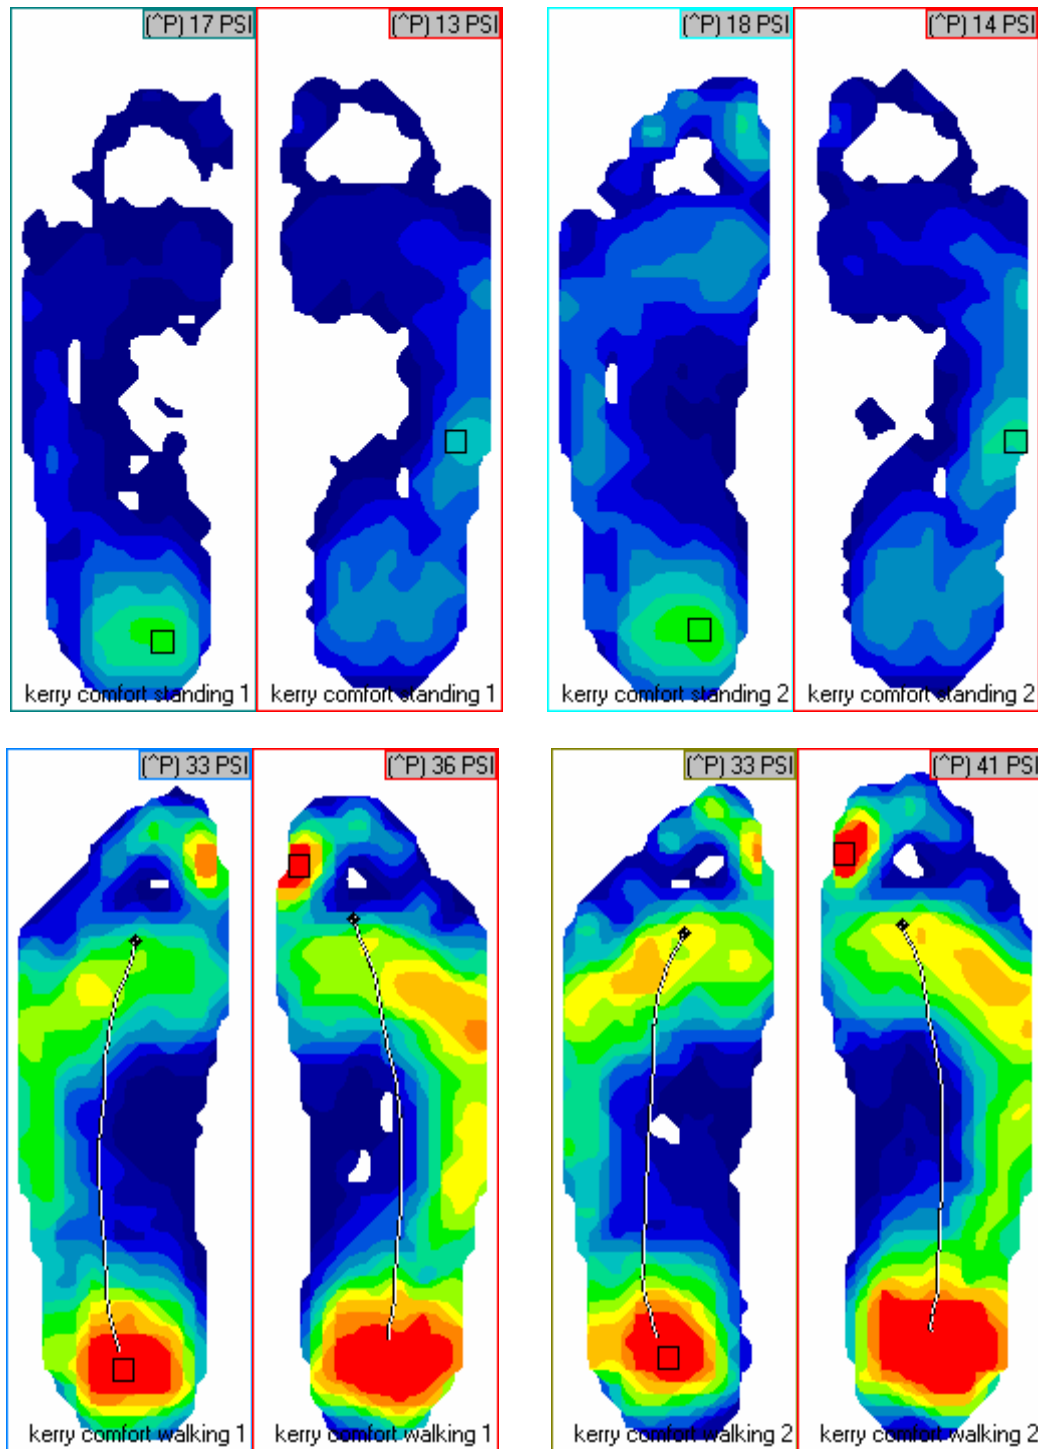 (^P) 17 PSI
(^P) 13 PSI
(^P) 18 PSI
(^P) 14 PSI
kerry comfort standing 1
kerry comfort standing 1
kerry comfort standing 2
kerry comfort standing 2
(^P) 33 PSI
(^P) 36 PSI
(^P) 33 PSI
(^P) 41 PSI
kerry comfort walking 1
kerry comfort walking 1
kerry comfort walking 2
kerry comfort walking 2